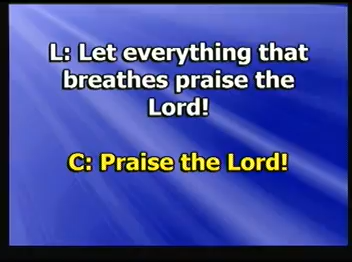 L: Let everything that
breathes praise the
Lord!
C: Praise the Lord!